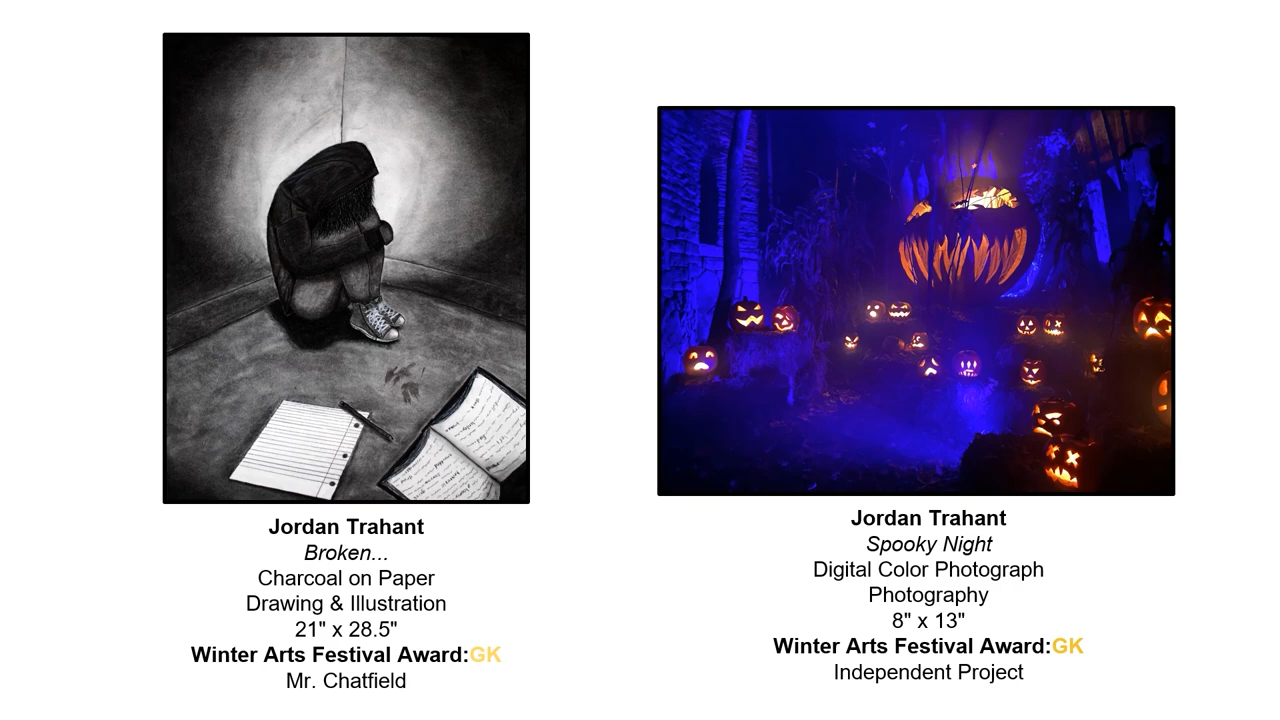 Jordan Trahant
Broken...
Charcoal on Paper
Drawing & Illustration
21" x 28.5"
Winter Arts Festival Award:GK
Mr. Chatfield
Jordan Trahant
Spooky Night
Digital Color Photograph
Photography
8" x 13"
Winter Arts Festival Award:GK
Independent Project